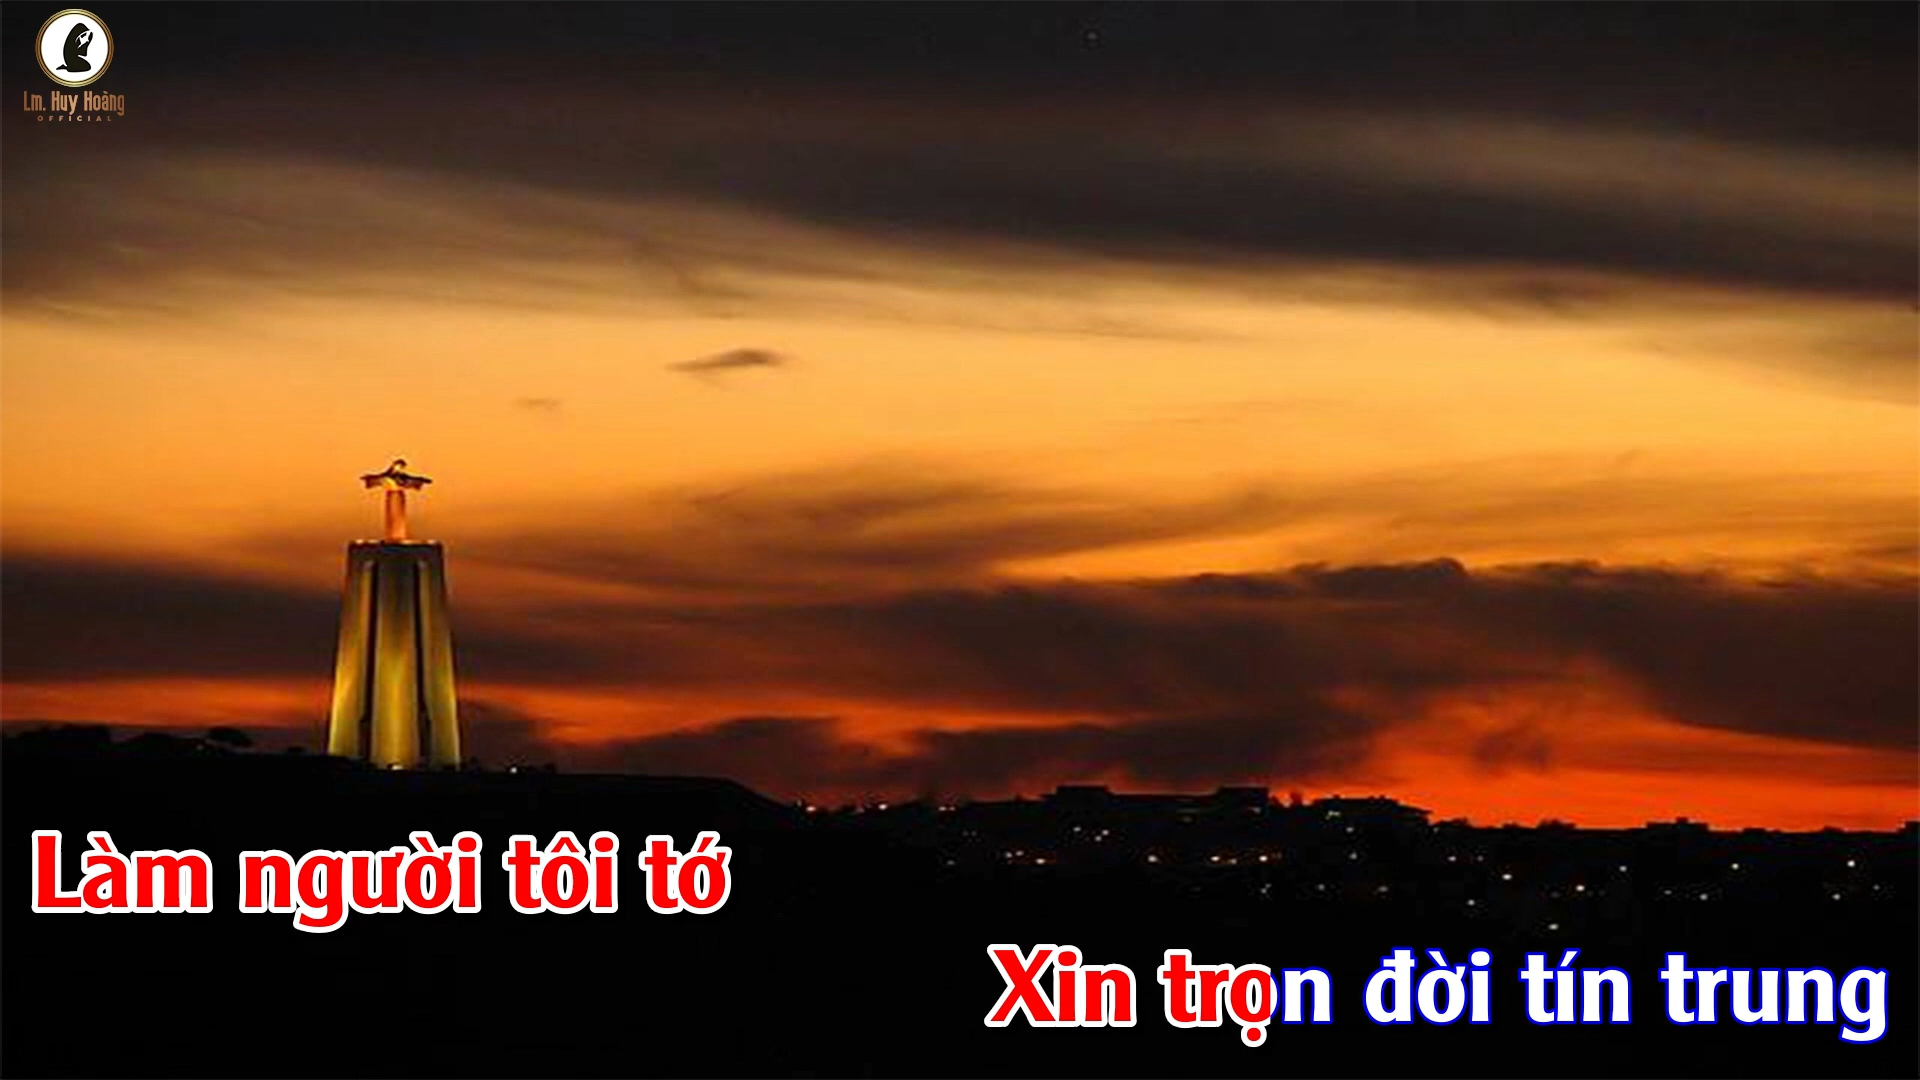 Lm. Huy Hoàng
OFFICIAL
Làm người tôi tớ
Xin trọn đời tín trung